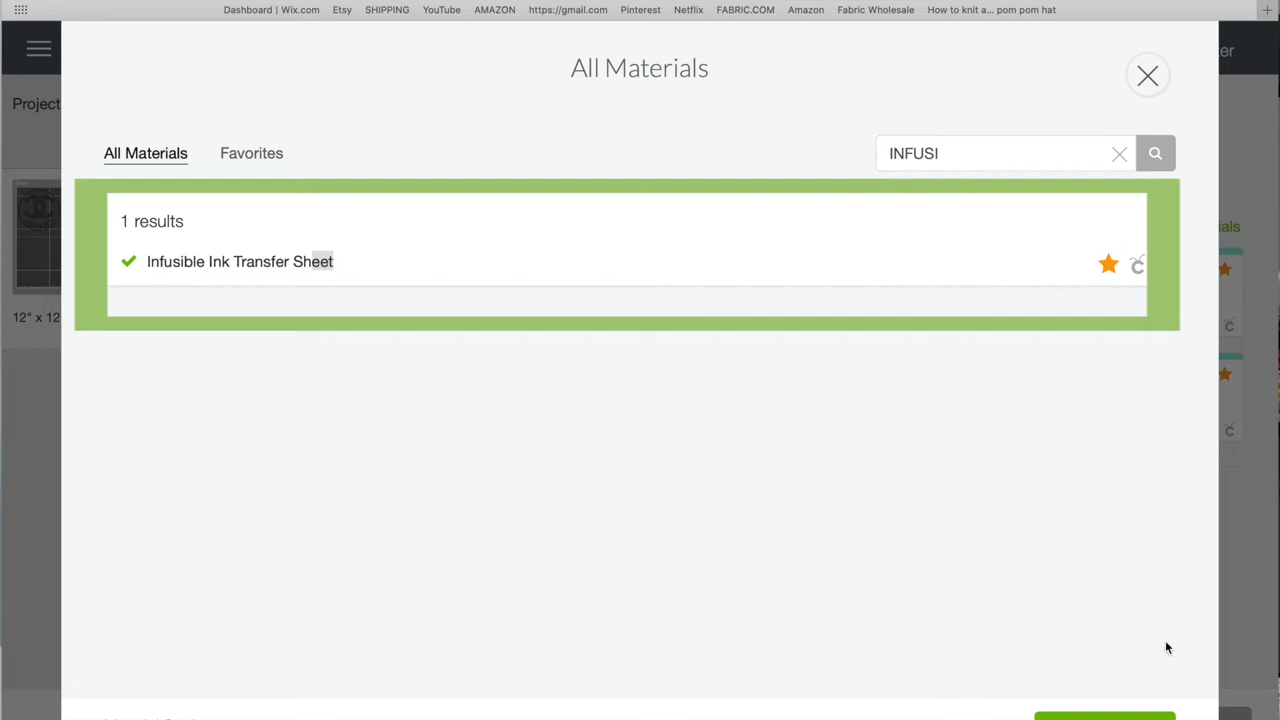 Dashboard | Wix.com Etsy SHIPPING YouTube AMAZON https://gmail.com Pinterest Netflix FABRIC.COM Amazon Fabric Wholesale How to knit a... pom pom hat
All Materials
Project
All Materials Favorites INFUSI
1 results
Infusible Ink Transfer Sheet
12" x 12